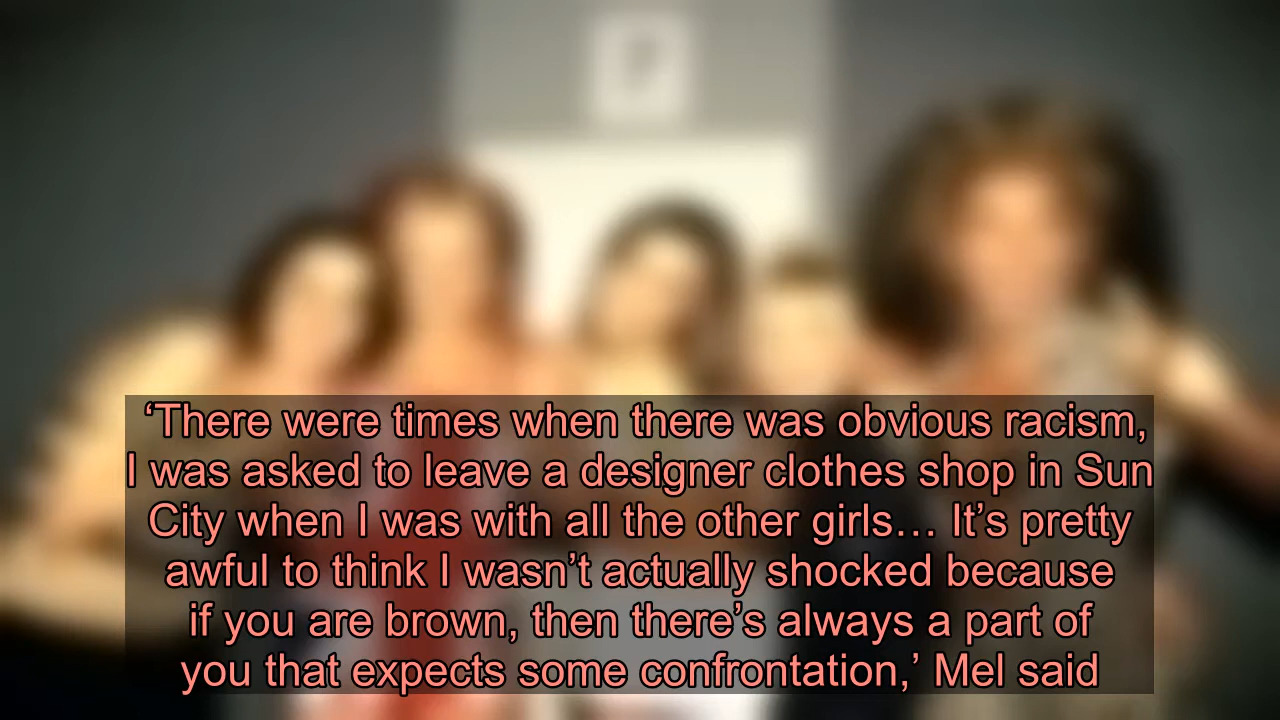 ‘There were times when there was obvious racism,
I was asked to leave a designer clothes shop in Sun
City when I was with all the other girls… It’s pretty
awful to think I wasn’t actually shocked because
if you are brown, then there’s always a part of
you that expects some confrontation,’ Mel said